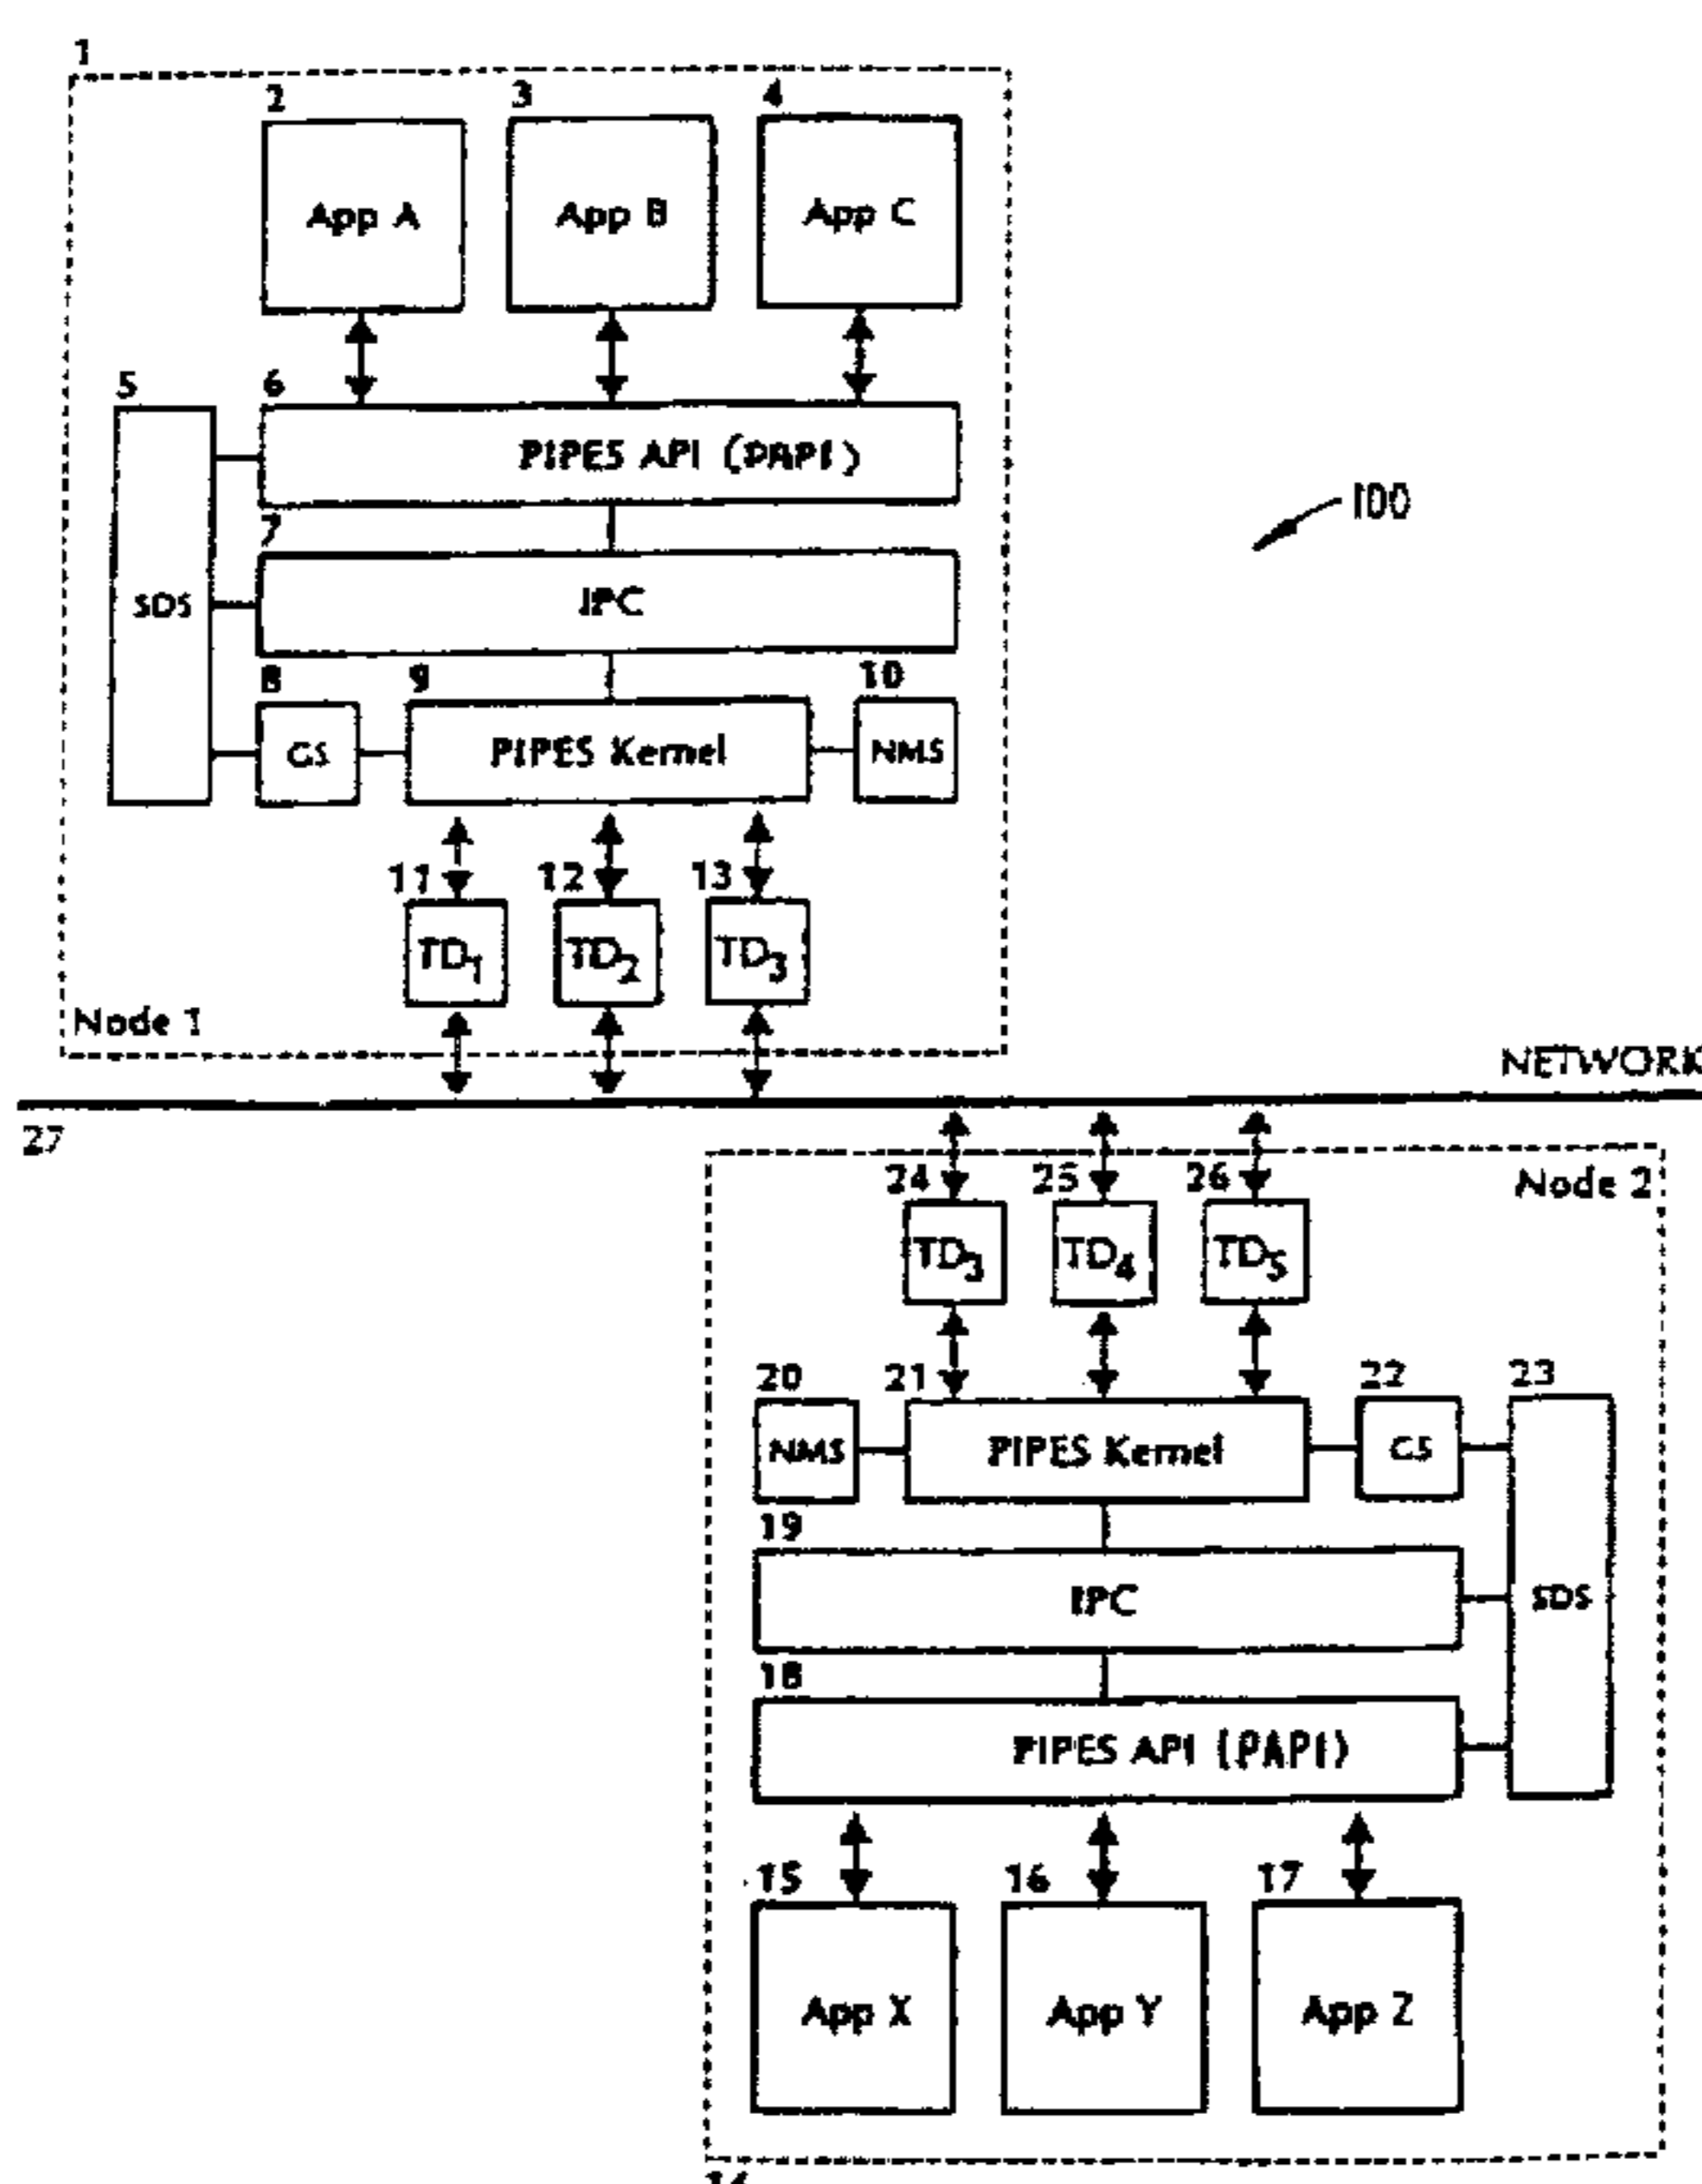 1
2 3 4
App A App B App C
5 6
PIPES API (PAPI)
100
7
SDS IPC
8 9 10
GS PIPES Kernel NMS
11 12 13
TD1 TD2 TD3
Node 1
NETWORK
27
24 25 26 Node 2
TD3 TD4 TD5
20 21 22 23
NMS PIPES Kernel GS
19
IPC SDS
18
PIPES API (PAPI)
15 16 17
App X App Y App Z